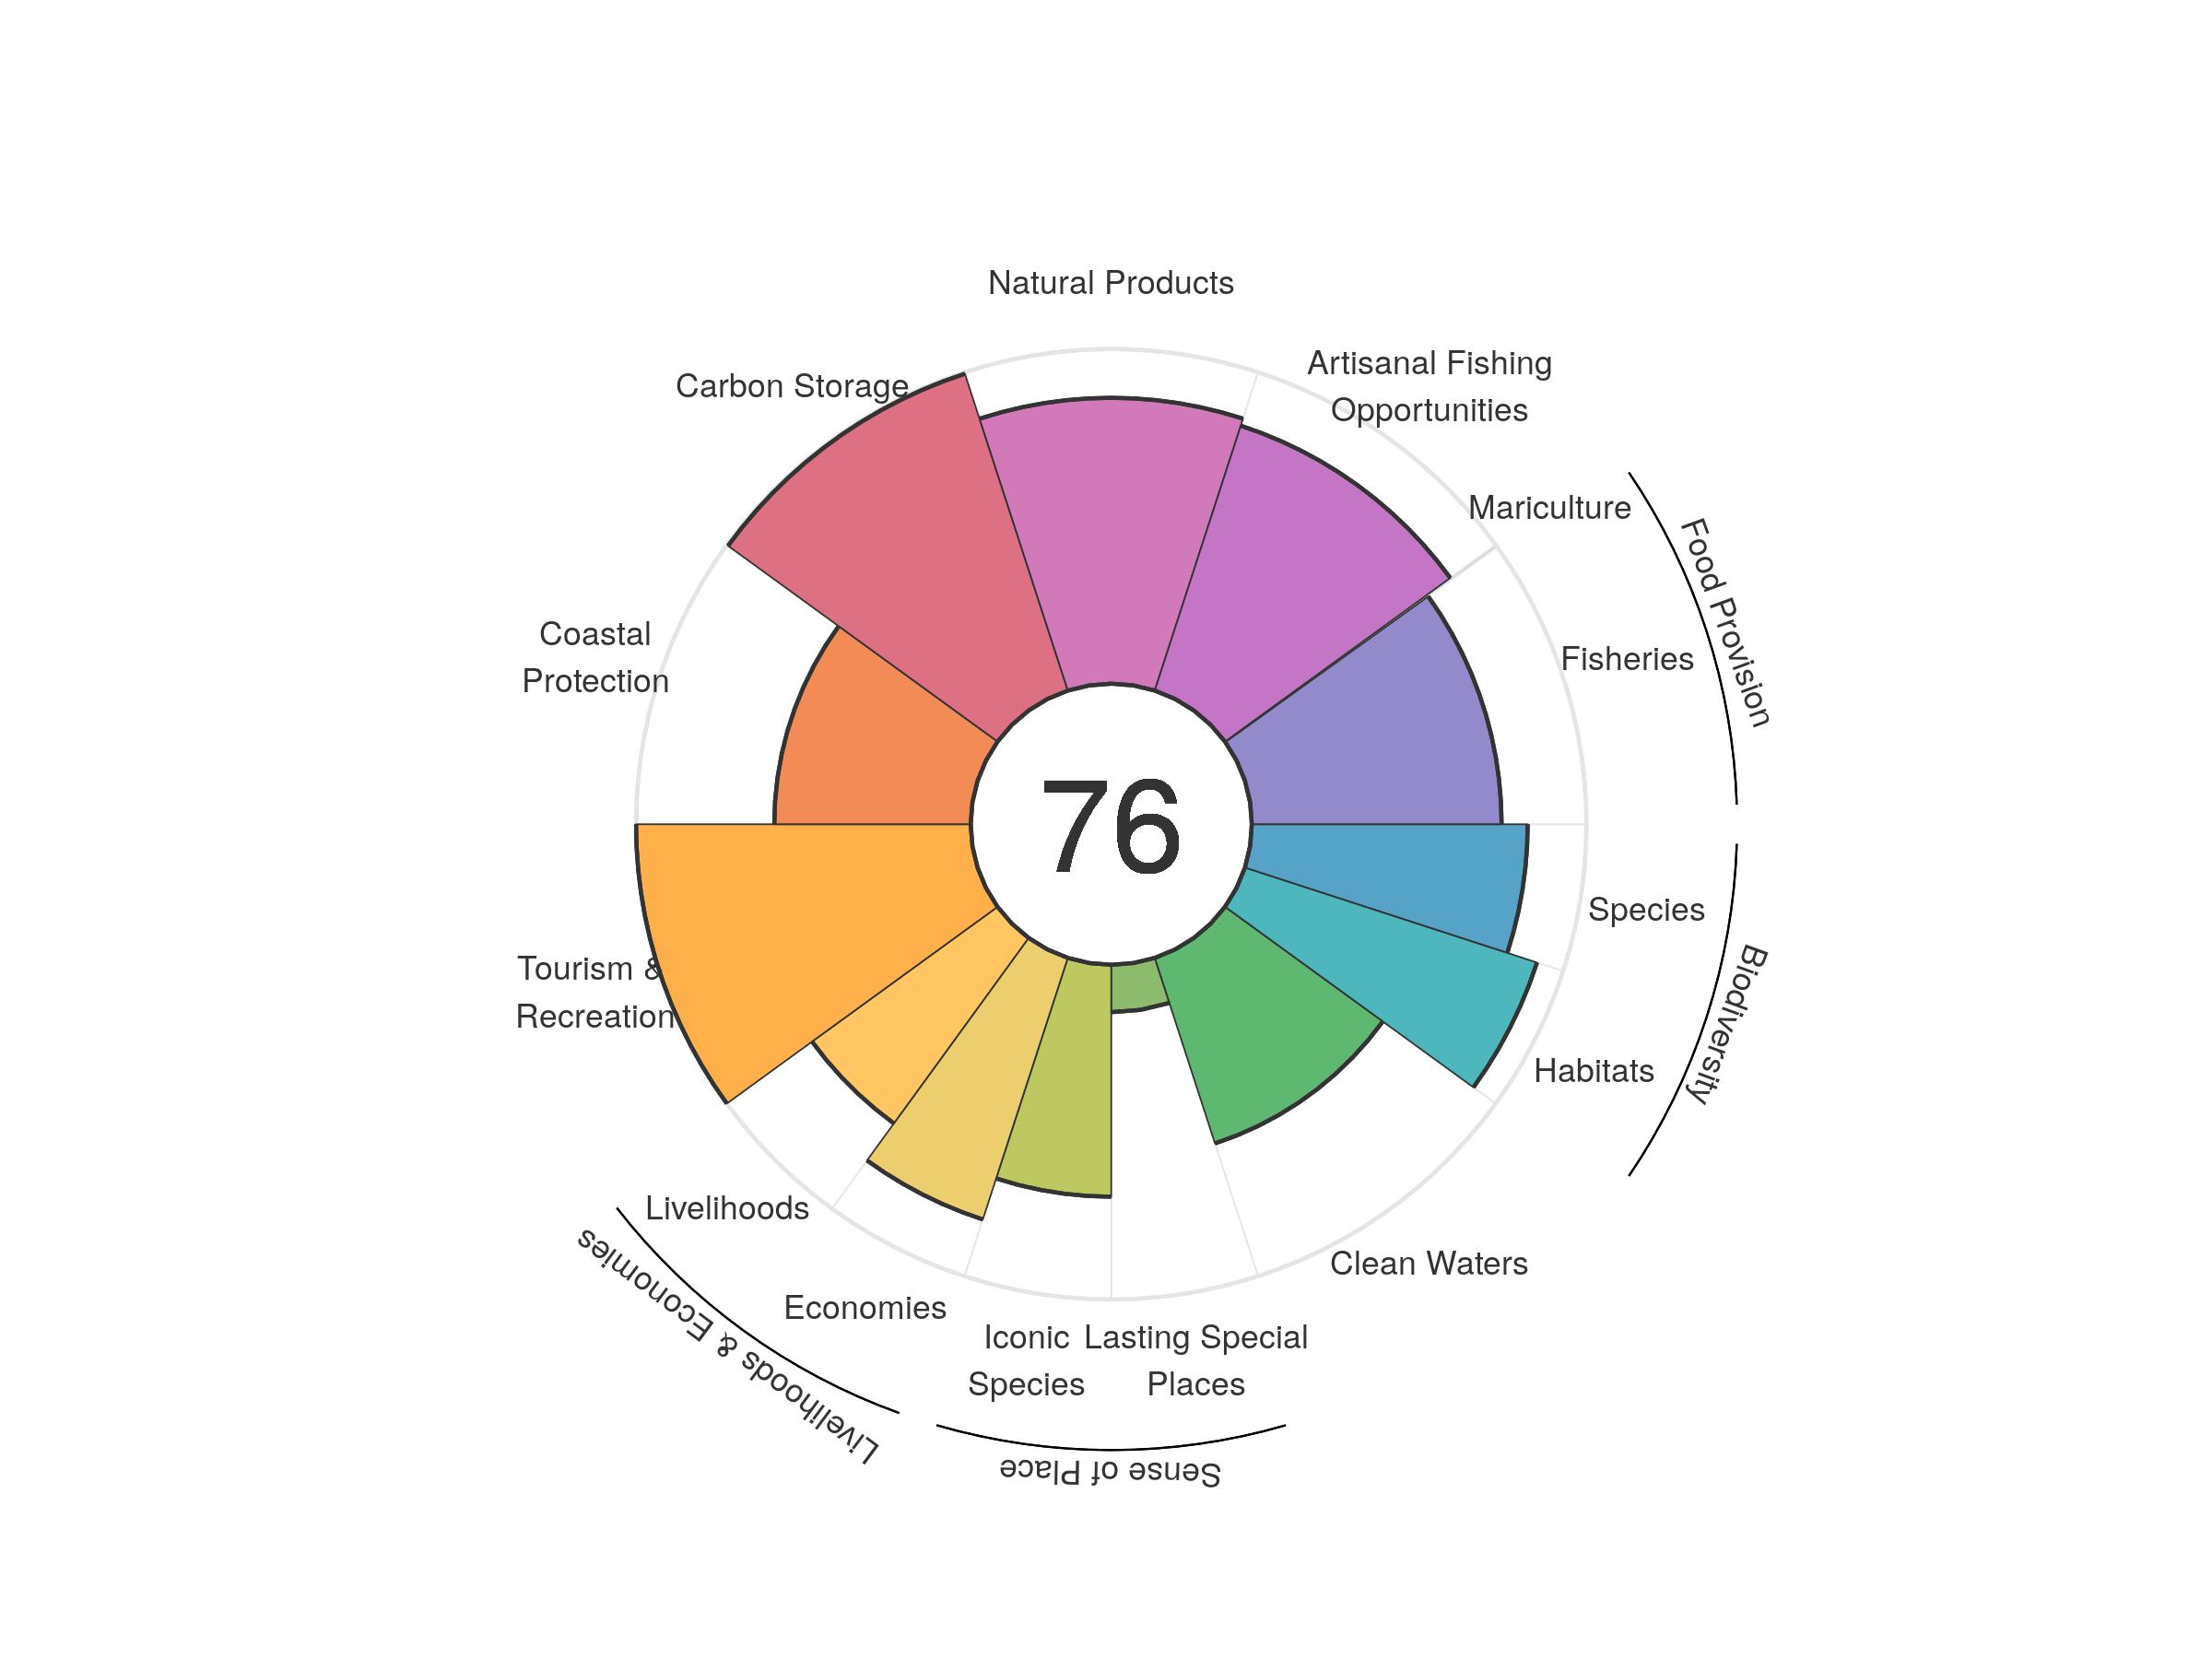 Natural Products
Artisanal Fishing
Opportunities
Carbon Storage
Mariculture
Food Provision
Fisheries
Coastal
Protection
76
Species
Biodiversity
Habitats
Tourism &
Recreation
Livelihoods
Livelihoods & Economies
Economies
Clean Waters
Iconic
Species
Lasting Special
Places
Sense of Place